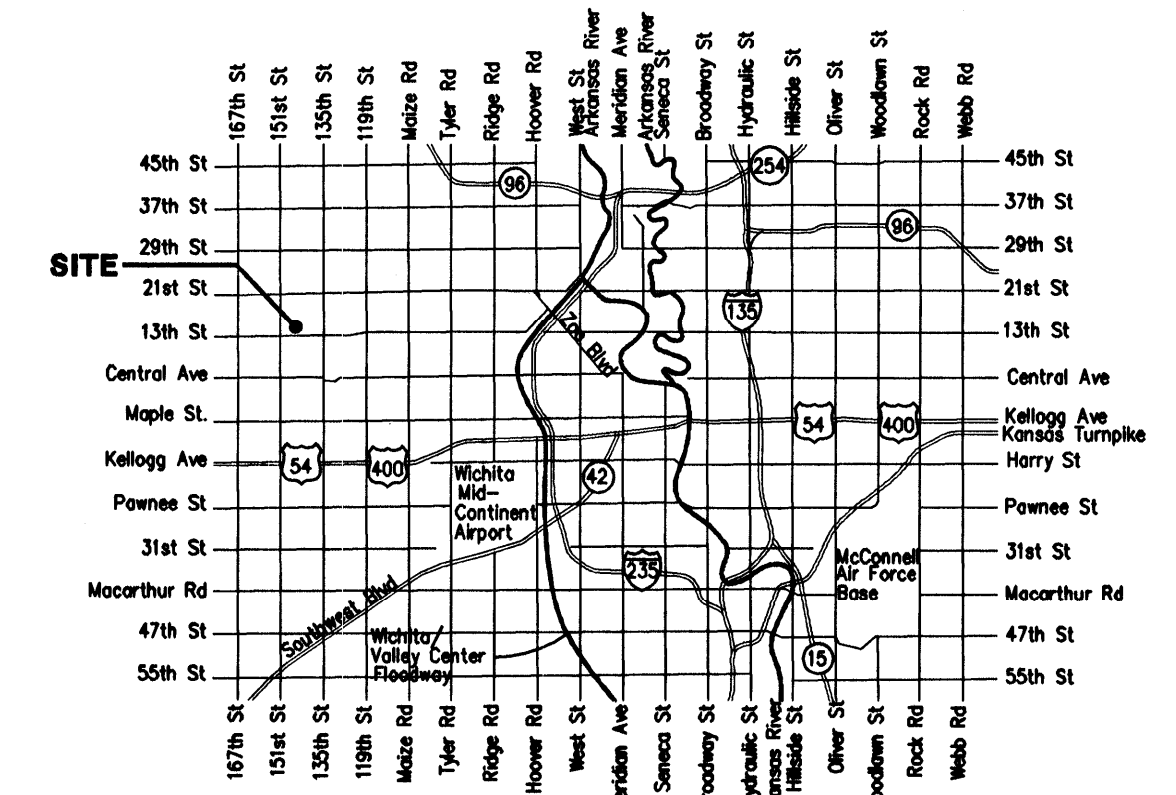 167th St
151st St
135th St
119th St
Maize Rd
Tyler Rd
Ridge Rd
Hoover Rd
West St
Arkansas River
Meridian Ave
Arkansas River
Seneca St
Broadway St
Hydraulic St
Hillside St
Oliver St
Woodlawn St
Rock Rd
Webb Rd
45th St
254
45th St
96
37th St
37th St
96
29th St
29th St
SITE
21st St
21st St
135
13th St
Zoo Blvd
13th St
Central Ave
Central Ave
Maple St.
54
400
Kellogg Ave
Kansas Turnpike
Kellogg Ave
54
400
Harry St
Wichita
Mid-
Continent
Airport
42
Pawnee St
Pawnee St
31st St
31st St
McConnell
Air Force
Base
235
Macarthur Rd
Macarthur Rd
Southwest Blvd
47th St
47th St
Wichita/
Valley Center
Floodway
15
55th St
55th St
167th St
151st St
135th St
119th St
Maize Rd
Tyler Rd
Ridge Rd
Hoover Rd
West St
eridian Ave
Seneca St
roadway St
ydraulic St
ansas River
Hillside St
Oliver St
oodlawn St
Rock Rd
Webb Rd